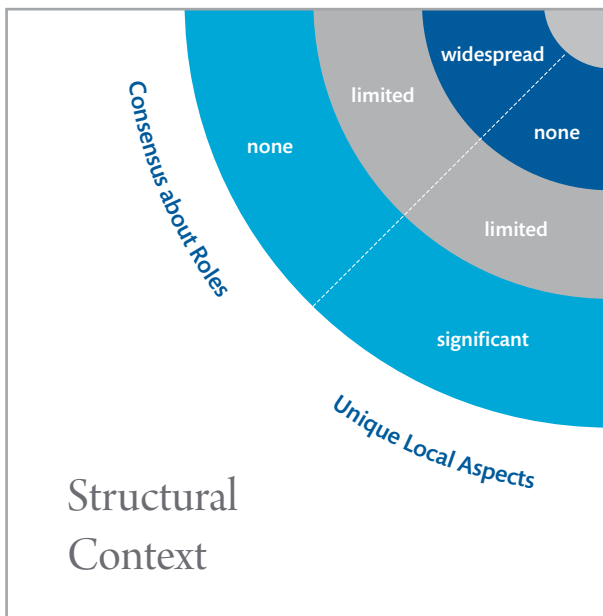 widespread
limited
none
none
limited
significant
Consensus about Roles
Unique Local Aspects
Structural
Context